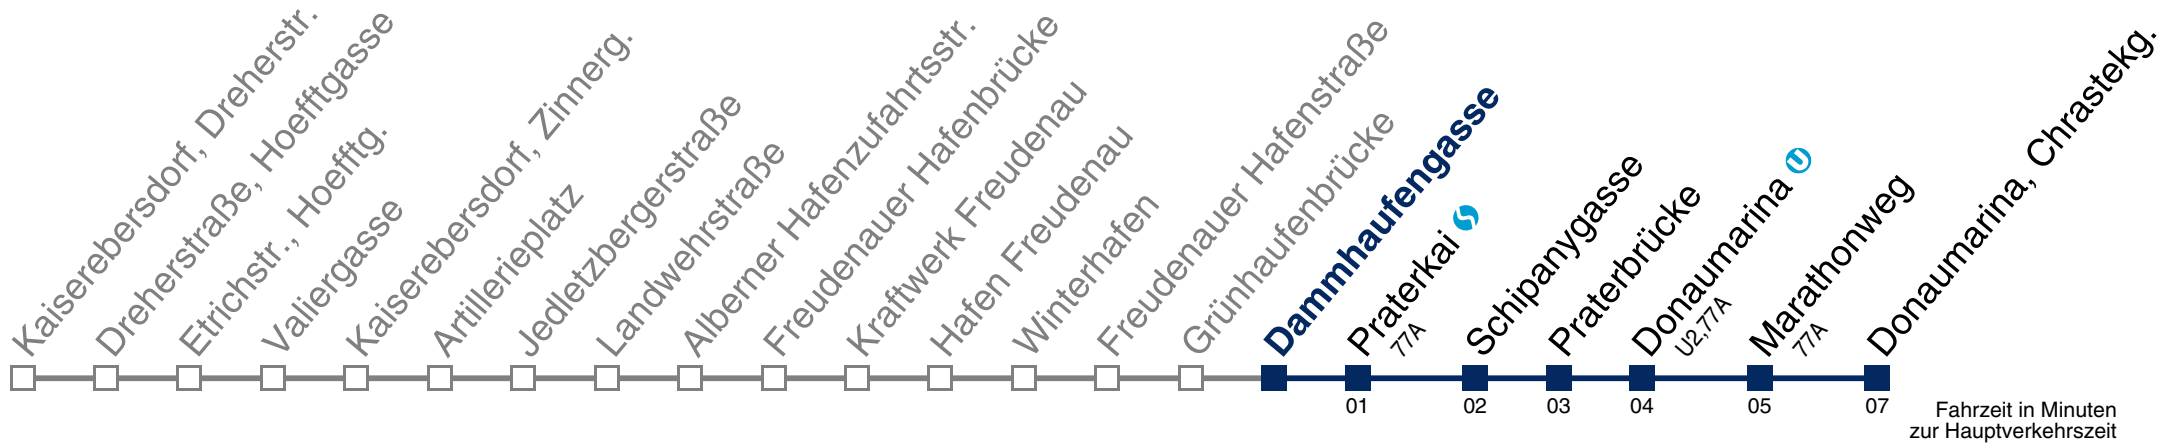 Kaiserebersdorf, Dreherstr.
Dreherstraße, Hoefftgasse
Etrichstr., Hoefftg.
Valiergasse
Kaiserebersdorf, Zinnerg.
Artillerieplatz
Jedletzbergerstraße
Landwehrstraße
Alberner Hafenzufahrtsstr.
Freudenauer Hafenbrücke
Kraftwerk Freudenau
Hafen Freudenau
Winterhafen
Freudenauer Hafenstraße
Grünhaufenbrücke
Dammhaufengasse
Praterkai
77A
Schipanygasse
Praterbrücke
Donaumarina U
U2,77A
Marathonweg
77A
Donaumarina, Chrastekg.
01
02
03
04
05
07
Fahrzeit in Minuten
zur Hauptverkehrszeit